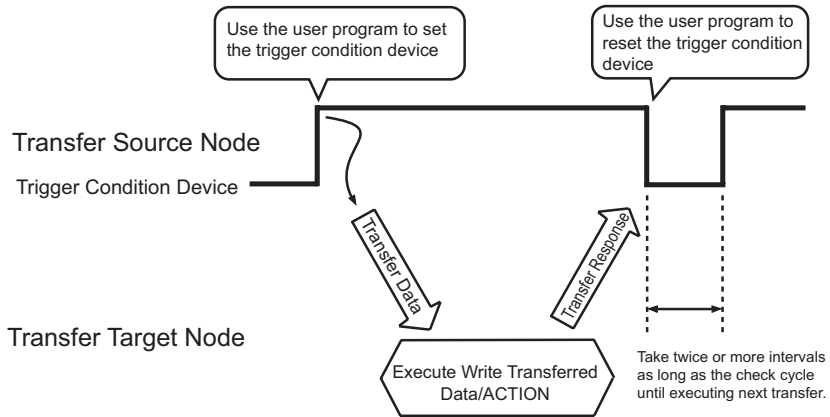 Use the user program to set
the trigger condition device
Use the user program to
reset the trigger condition
device
Transfer Source Node
Trigger Condition Device
Transfer Data
Transfer Response
Transfer Target Node
Execute Write Transferred
Data/ACTION
Take twice or more intervals
as long as the check cycle
until executing next transfer.